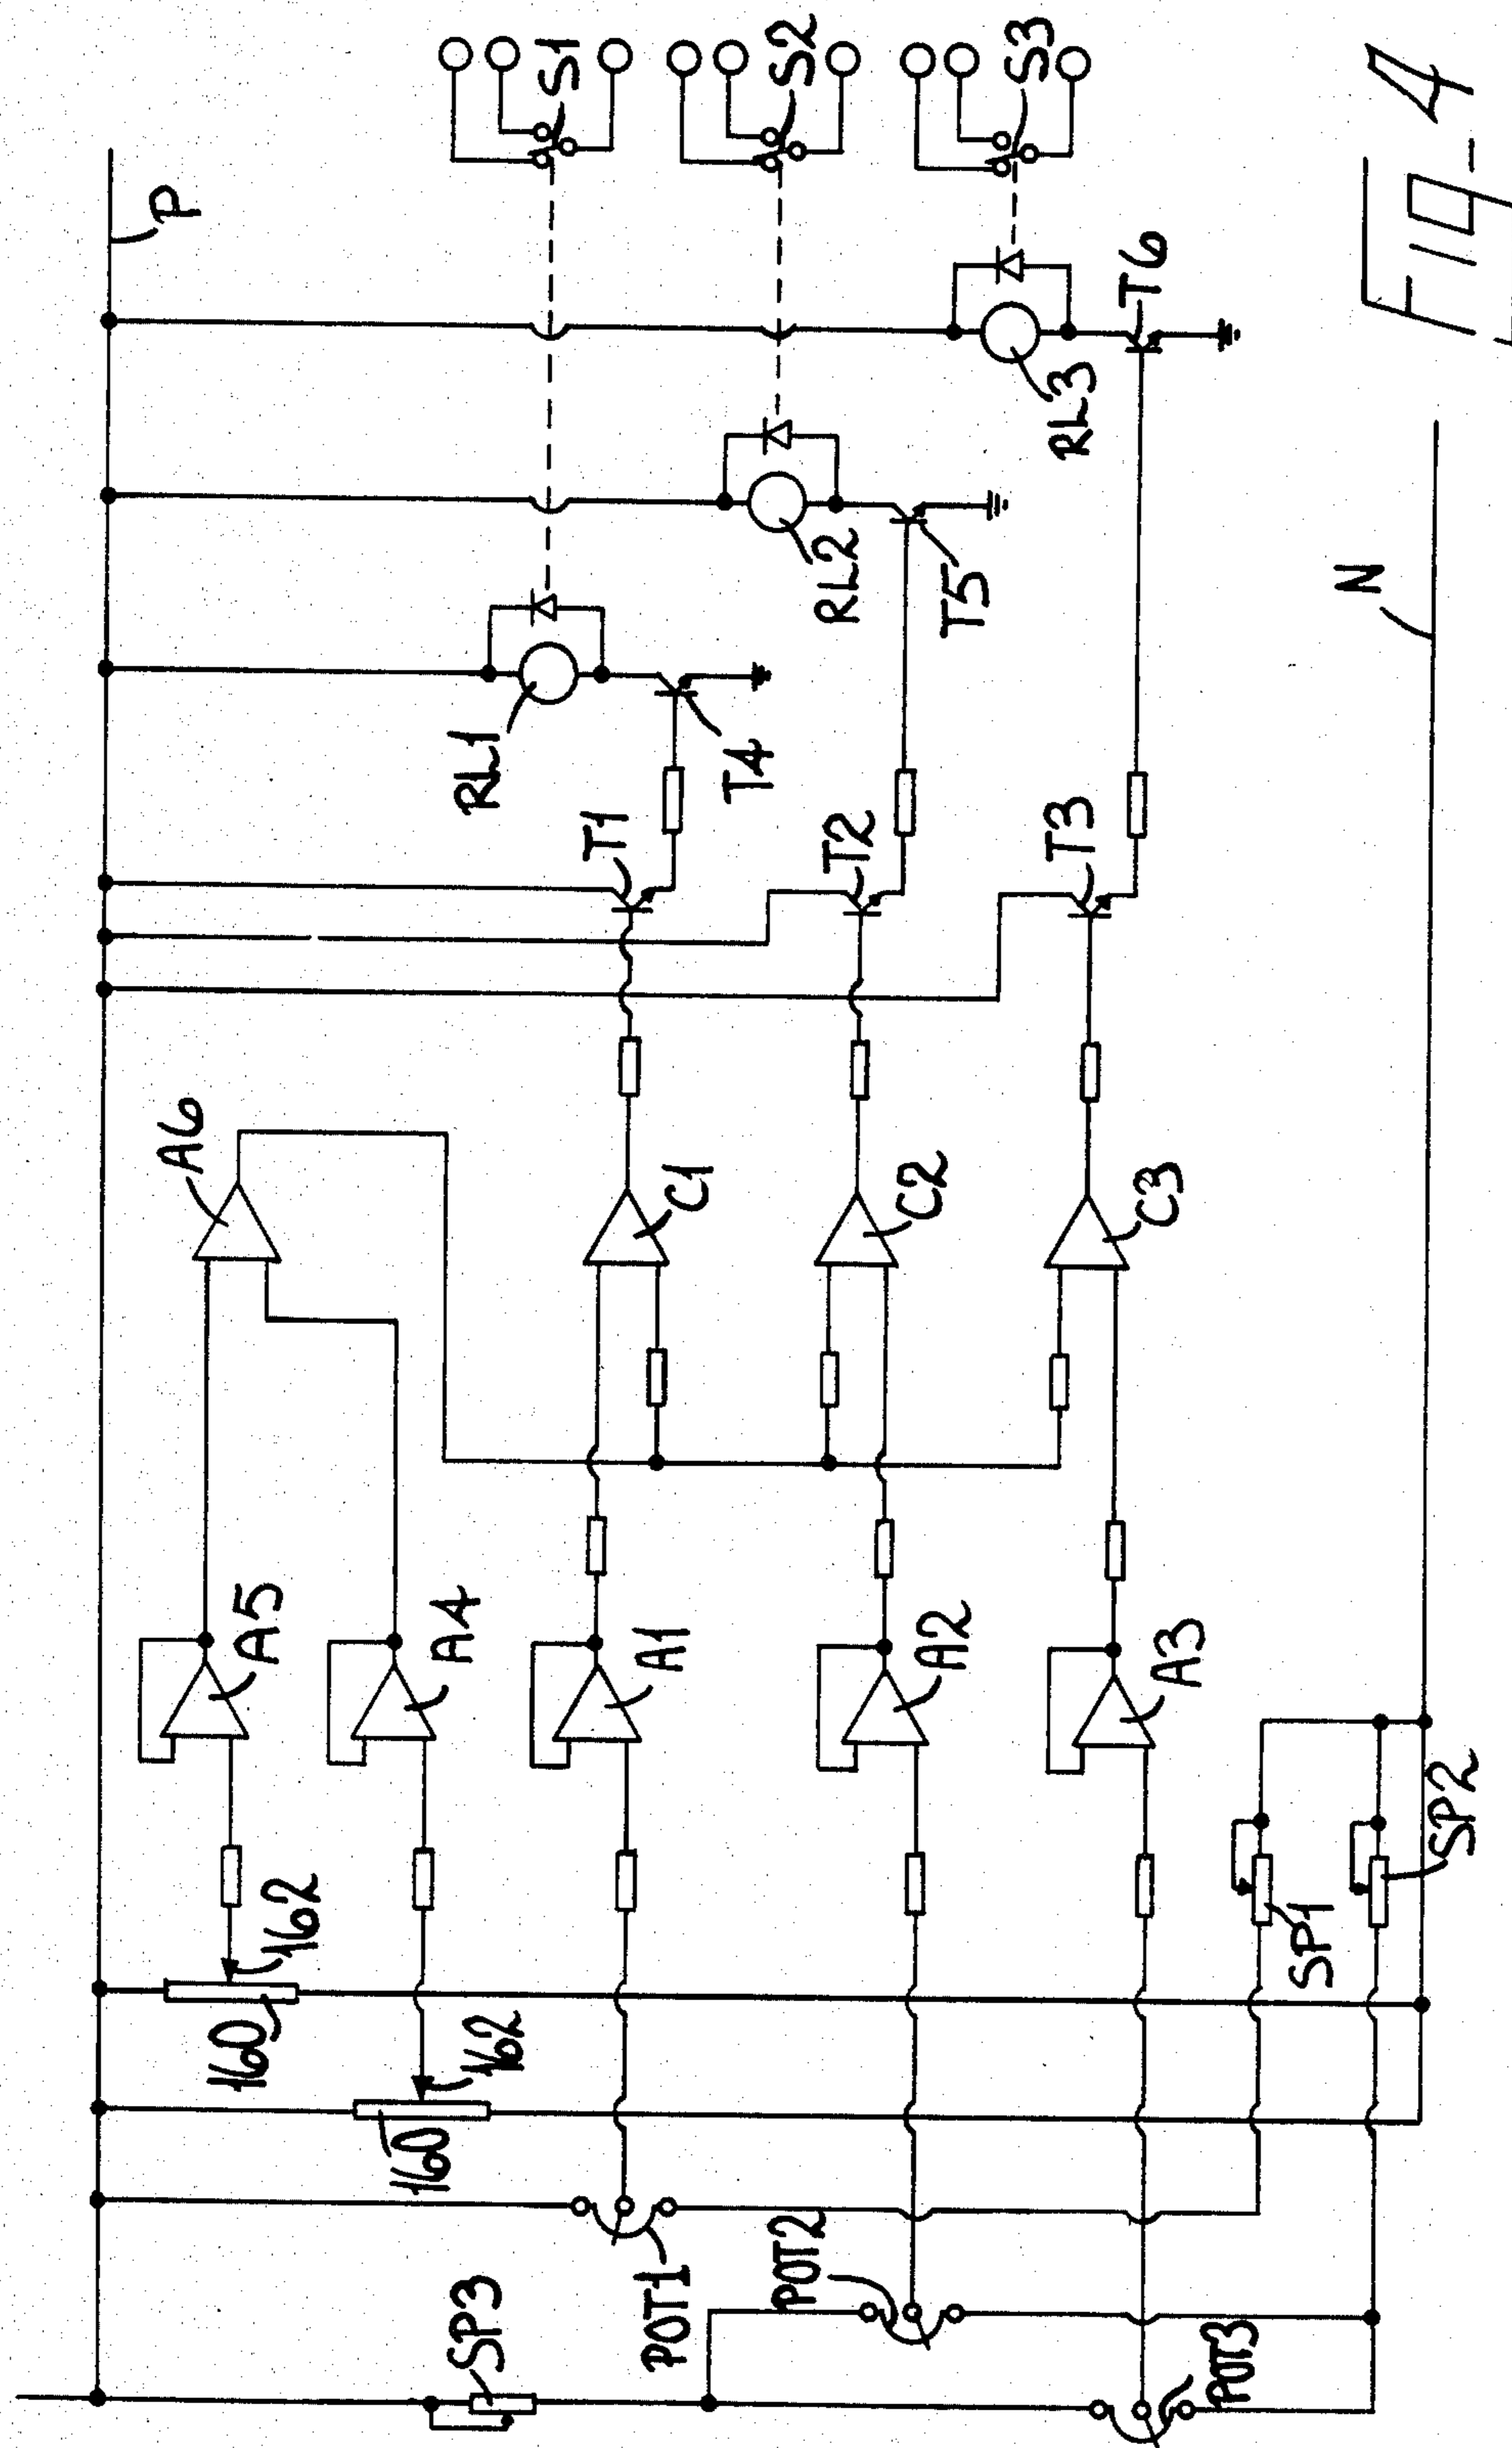 Fig_4
P
S1
S2
S3
RL1
RL2
RL3
T4
T5
T6
T1
T2
T3
N
A6
C1
C2
C3
A5
A4
A1
A2
A3
162
160
162
160
SP1
SP2
SP3
POT1
POT2
POT3